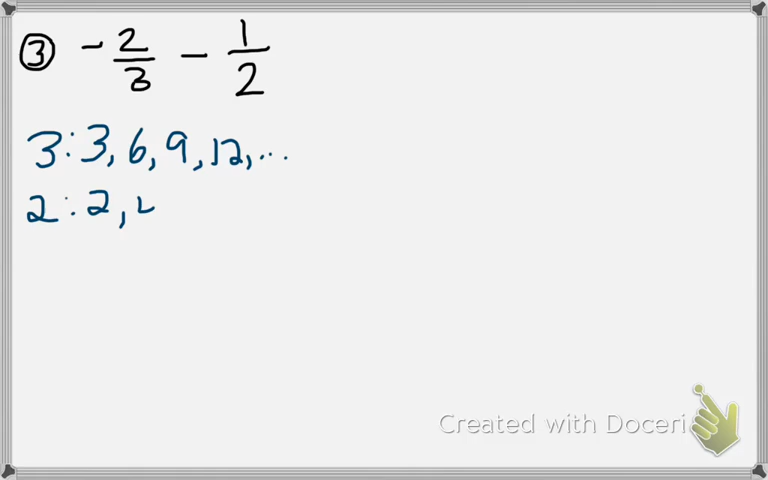 ③ -2/3 - 1/2
3: 3, 6, 9, 12, ...
2: 2,
Created with Doceri